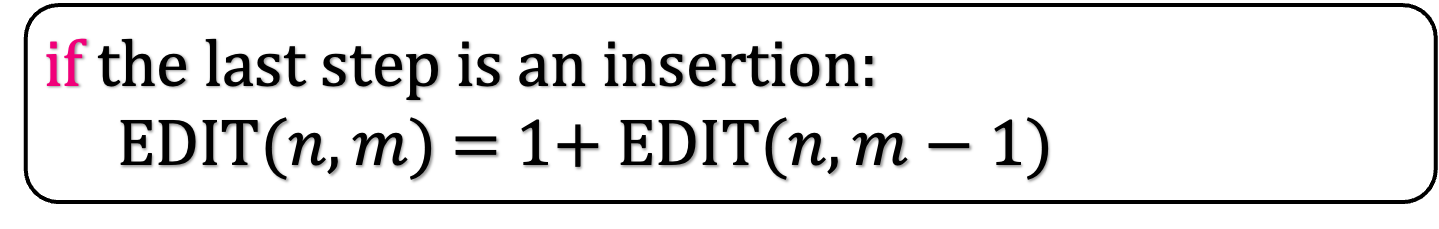 if the last step is an insertion:
EDIT(n, m) = 1+ EDIT(n, m − 1)